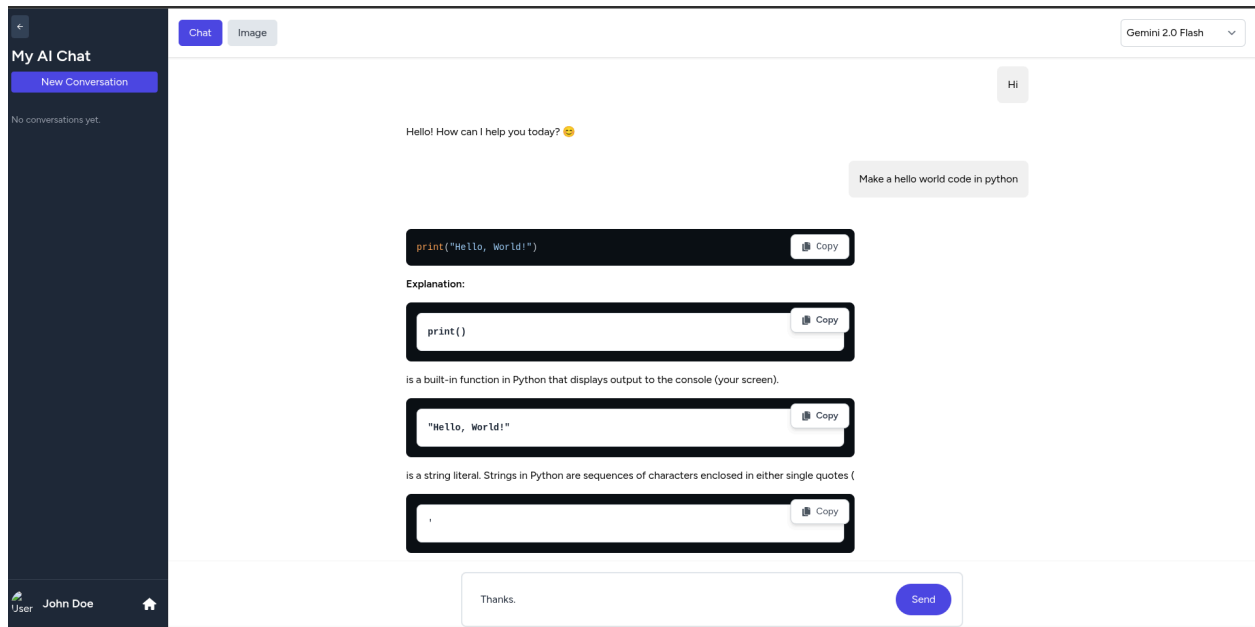 ←
My AI Chat
New Conversation
No conversations yet.
User
John Doe
Chat
Image
Gemini 2.0 Flash
Hi
Hello! How can I help you today? 😊
Make a hello world code in python
print("Hello, World!")
Copy
Explanation:
print()
Copy
is a built-in function in Python that displays output to the console (your screen).
"Hello, World!"
Copy
is a string literal. Strings in Python are sequences of characters enclosed in either single quotes (
'
Copy
Thanks.
Send